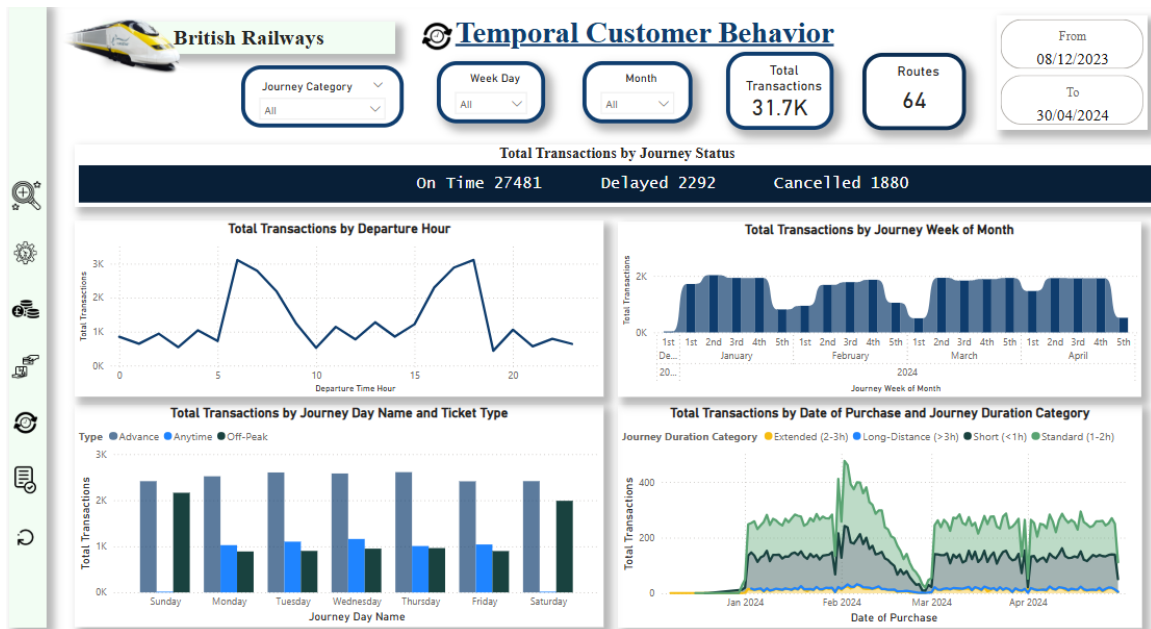 British Railways
Temporal Customer Behavior
From
08/12/2023
To
30/04/2024
Journey Category
All
Week Day
All
Month
All
Total
Transactions
31.7K
Routes
64
Total Transactions by Journey Status
On Time 27481 Delayed 2292 Cancelled 1880
Total Transactions by Departure Hour
Total Transactions
3K
2K
1K
0K
0 5 10 15 20
Departure Time Hour
Total Transactions by Journey Week of Month
Total Transactions
2K
0K
1st 1st 2nd 3rd 4th 5th 1st 2nd 3rd 4th 5th 1st 2nd 3rd 4th 5th 1st 2nd 3rd 4th 5th
De... January February March April
20... 2024
Journey Week of Month
Total Transactions by Journey Day Name and Ticket Type
Type Advance Anytime Off-Peak
Total Transactions
3K
2K
1K
0K
Sunday Monday Tuesday Wednesday Thursday Friday Saturday
Journey Day Name
Total Transactions by Date of Purchase and Journey Duration Category
Journey Duration Category Extended (2-3h) Long-Distance (>3h) Short (<1h) Standard (1-2h)
Total Transactions
400
200
0
Jan 2024 Feb 2024 Mar 2024 Apr 2024
Date of Purchase